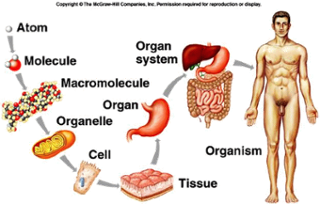 Copyright © The McGraw-Hill Companies, Inc. Permission required for reproduction or display.
Atom
Molecule
Macromolecule
Organelle
Cell
Tissue
Organ
Organ
system
Organism